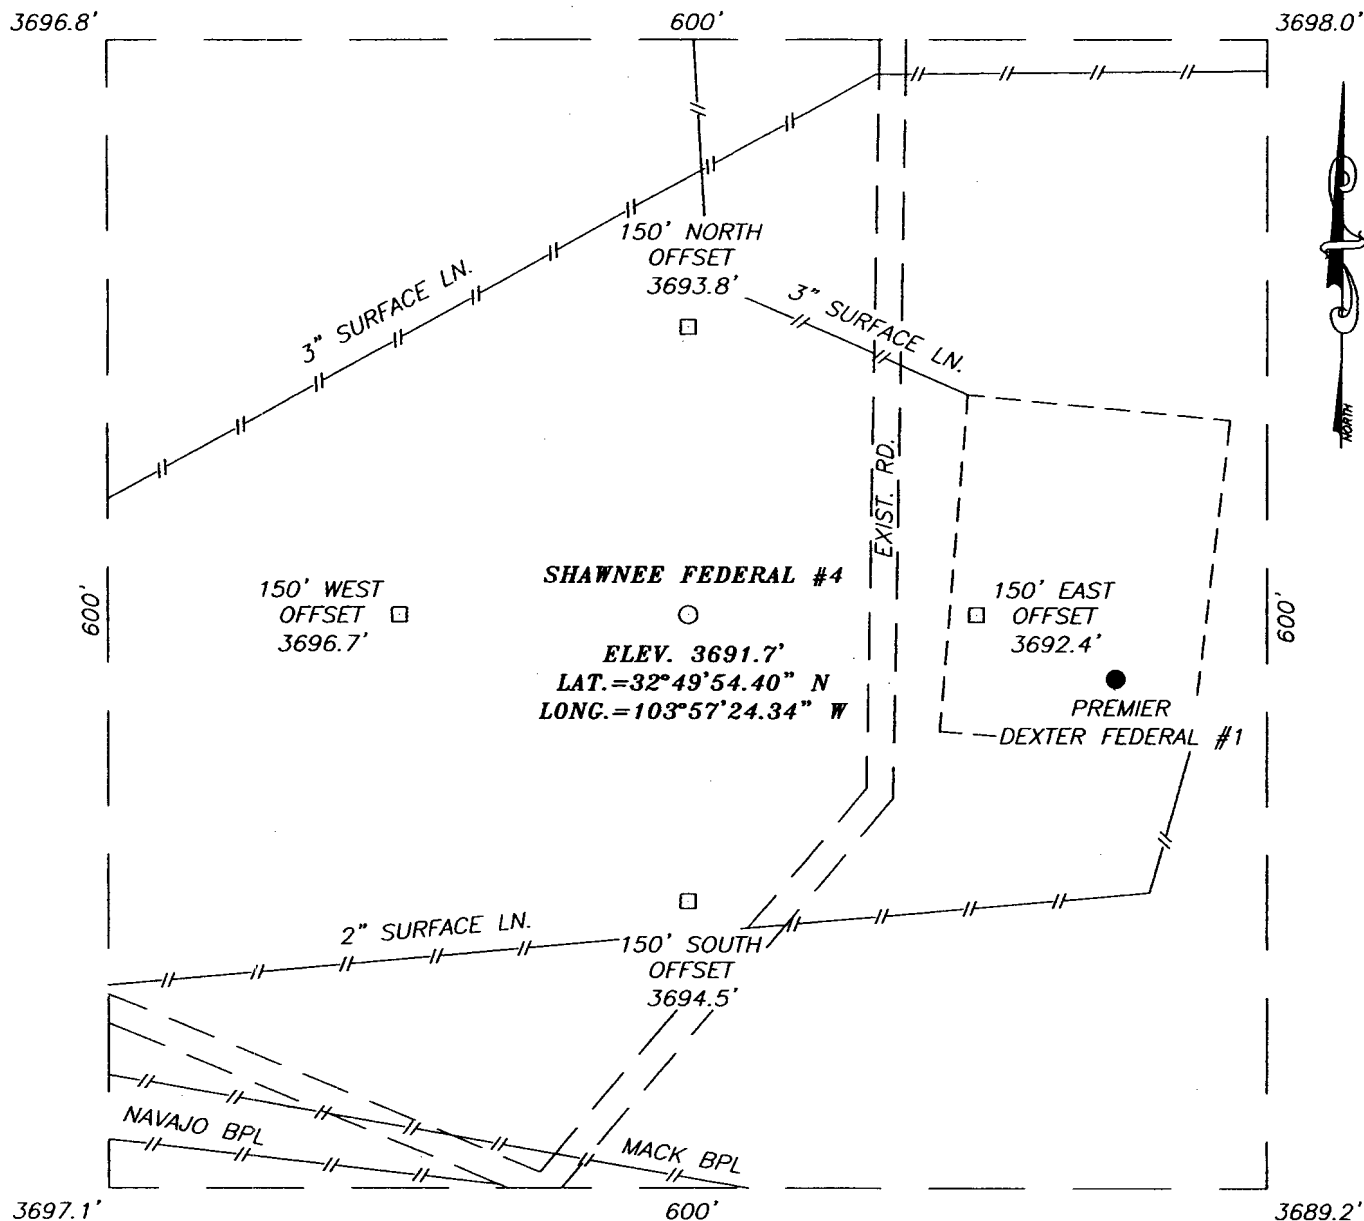 3696.8'
600'
3698.0'
150' NORTH
OFFSET
3693.8'
3" SURFACE LN.
3" SURFACE LN.
NORTH
EXIST. RD.
600'
150' WEST
OFFSET
3696.7'
SHAWNEE FEDERAL #4
ELEV. 3691.7'
LAT.=32°49'54.40" N
LONG.=103°57'24.34" W
150' EAST
OFFSET
3692.4'
600'
PREMIER
DEXTER FEDERAL #1
2" SURFACE LN.
150' SOUTH
OFFSET
3694.5'
NAVAJO BPL
MACK BPL
3697.1'
600'
3689.2'